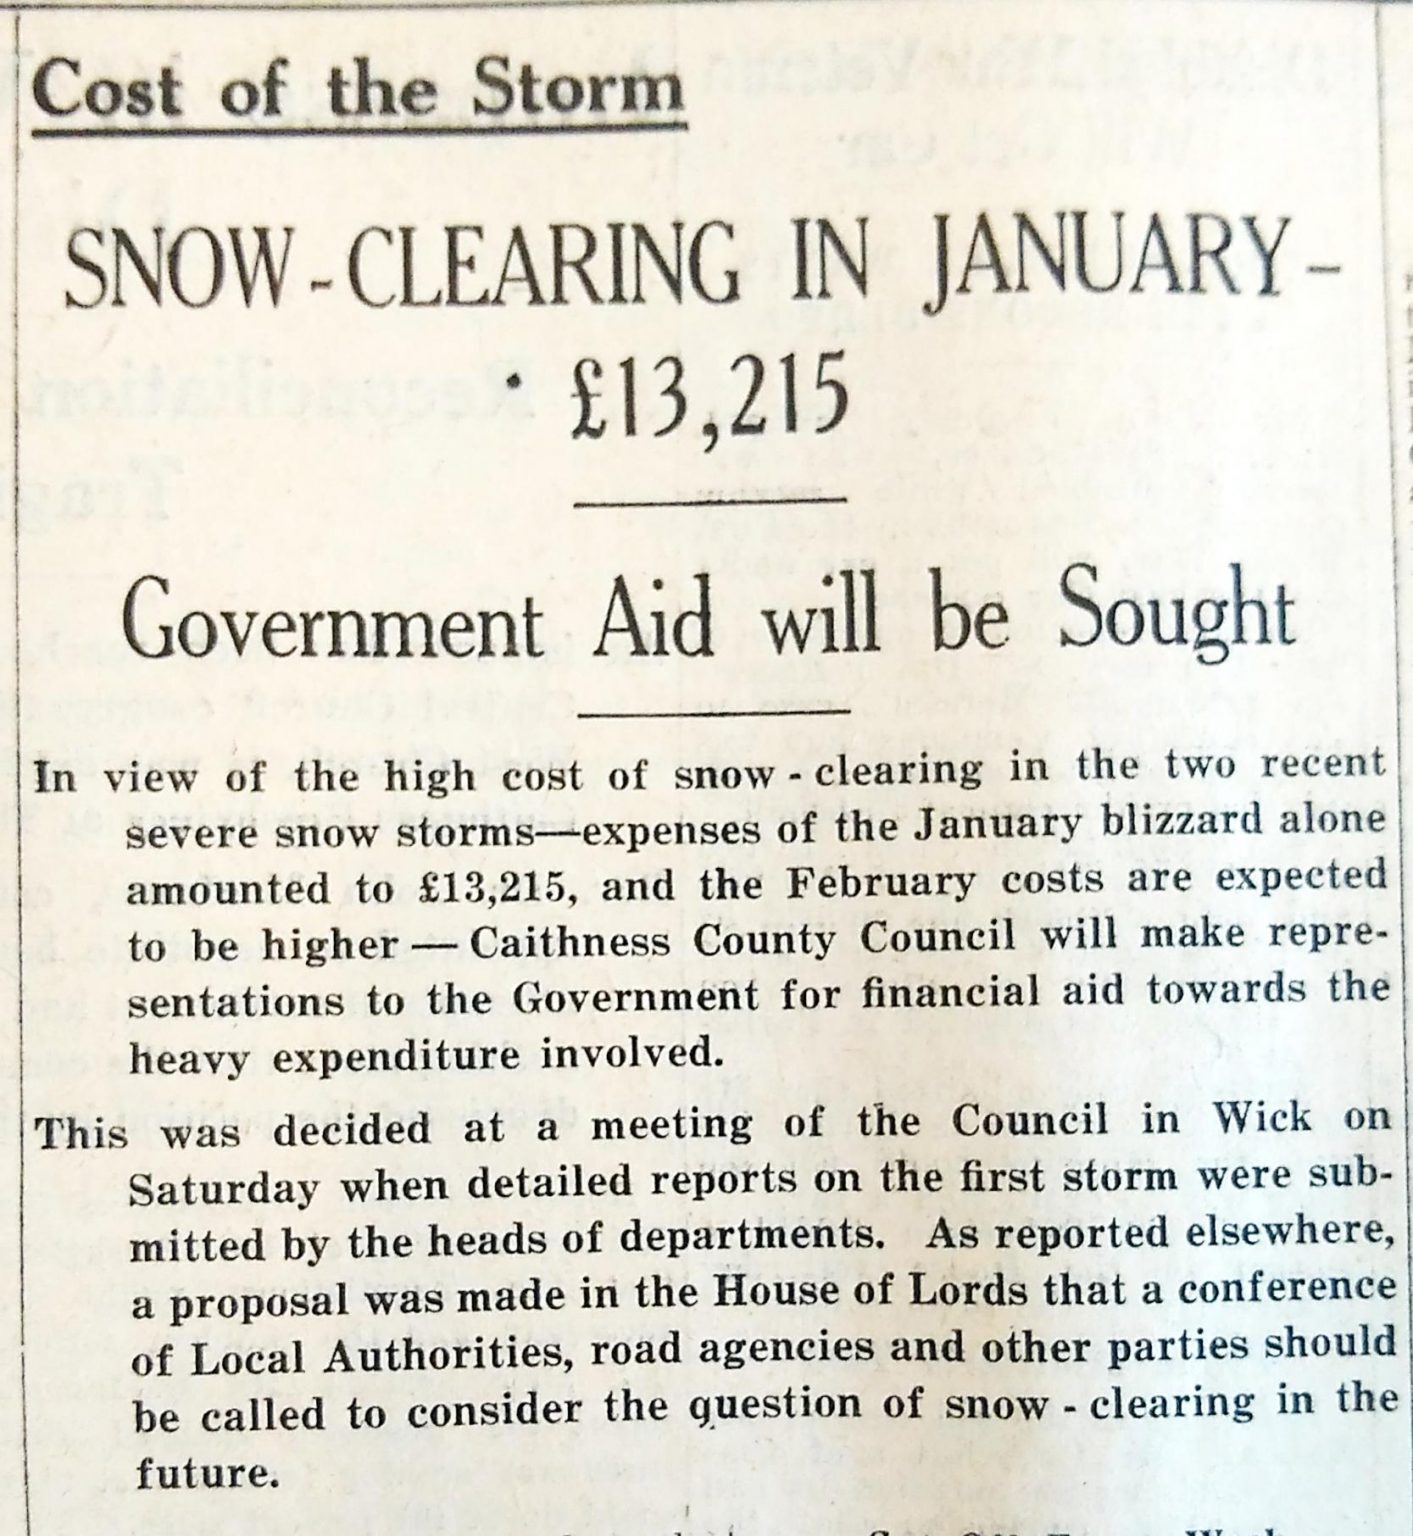 Cost of the Storm
SNOW-CLEARING IN JANUARY-
£13,215
Government Aid will be Sought
In view of the high cost of snow-clearing in the two recent
severe snow storms—expenses of the January blizzard alone
amounted to £13,215, and the February costs are expected
to be higher — Caithness County Council will make repre-
sentations to the Government for financial aid towards the
heavy expenditure involved.
This was decided at a meeting of the Council in Wick on
Saturday when detailed reports on the first storm were sub-
mitted by the heads of departments. As reported elsewhere,
a proposal was made in the House of Lords that a conference
of Local Authorities, road agencies and other parties should
be called to consider the question of snow-clearing in the
future.